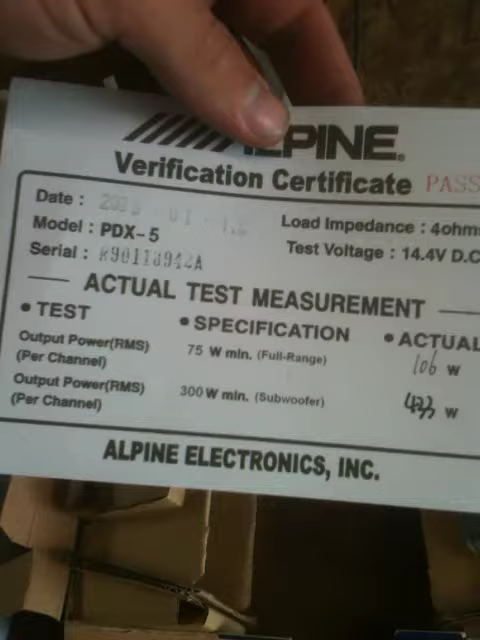 ALPINE®
Verification Certificate PASS
Date :
Model : PDX-5
Load Impedance : 4ohms
Serial :
Test Voltage : 14.4V D.C
ACTUAL TEST MEASUREMENT
• TEST • SPECIFICATION • ACTUAL
Output Power(RMS)
(Per Channel)
75 W min. (Full-Range)
106 W
Output Power(RMS)
(Per Channel)
300 W min. (Subwoofer)
433 W
ALPINE ELECTRONICS, INC.